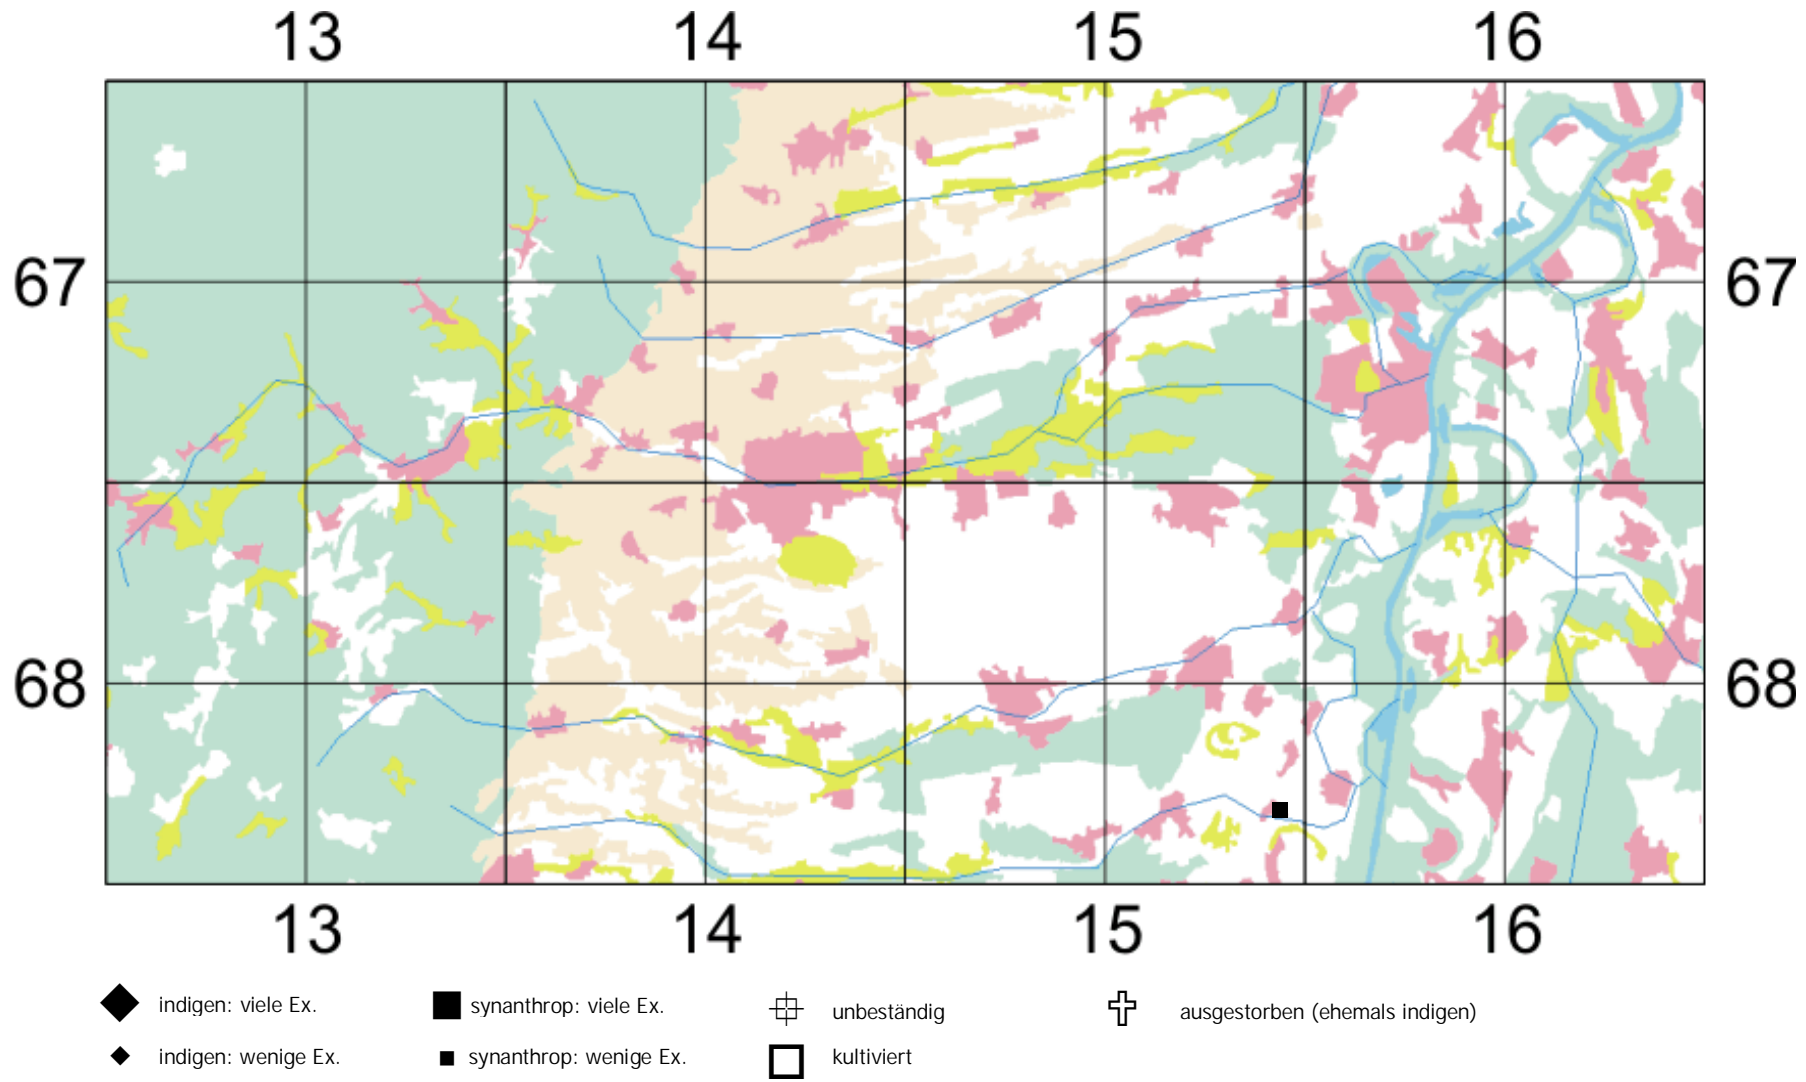 13 14 15 16
67 67
68 68
13 14 15 16
indigen: viele Ex. synanthrop: viele Ex. unbeständig ausgestorben (ehemals indigen)
indigen: wenige Ex. synanthrop: wenige Ex. kultiviert